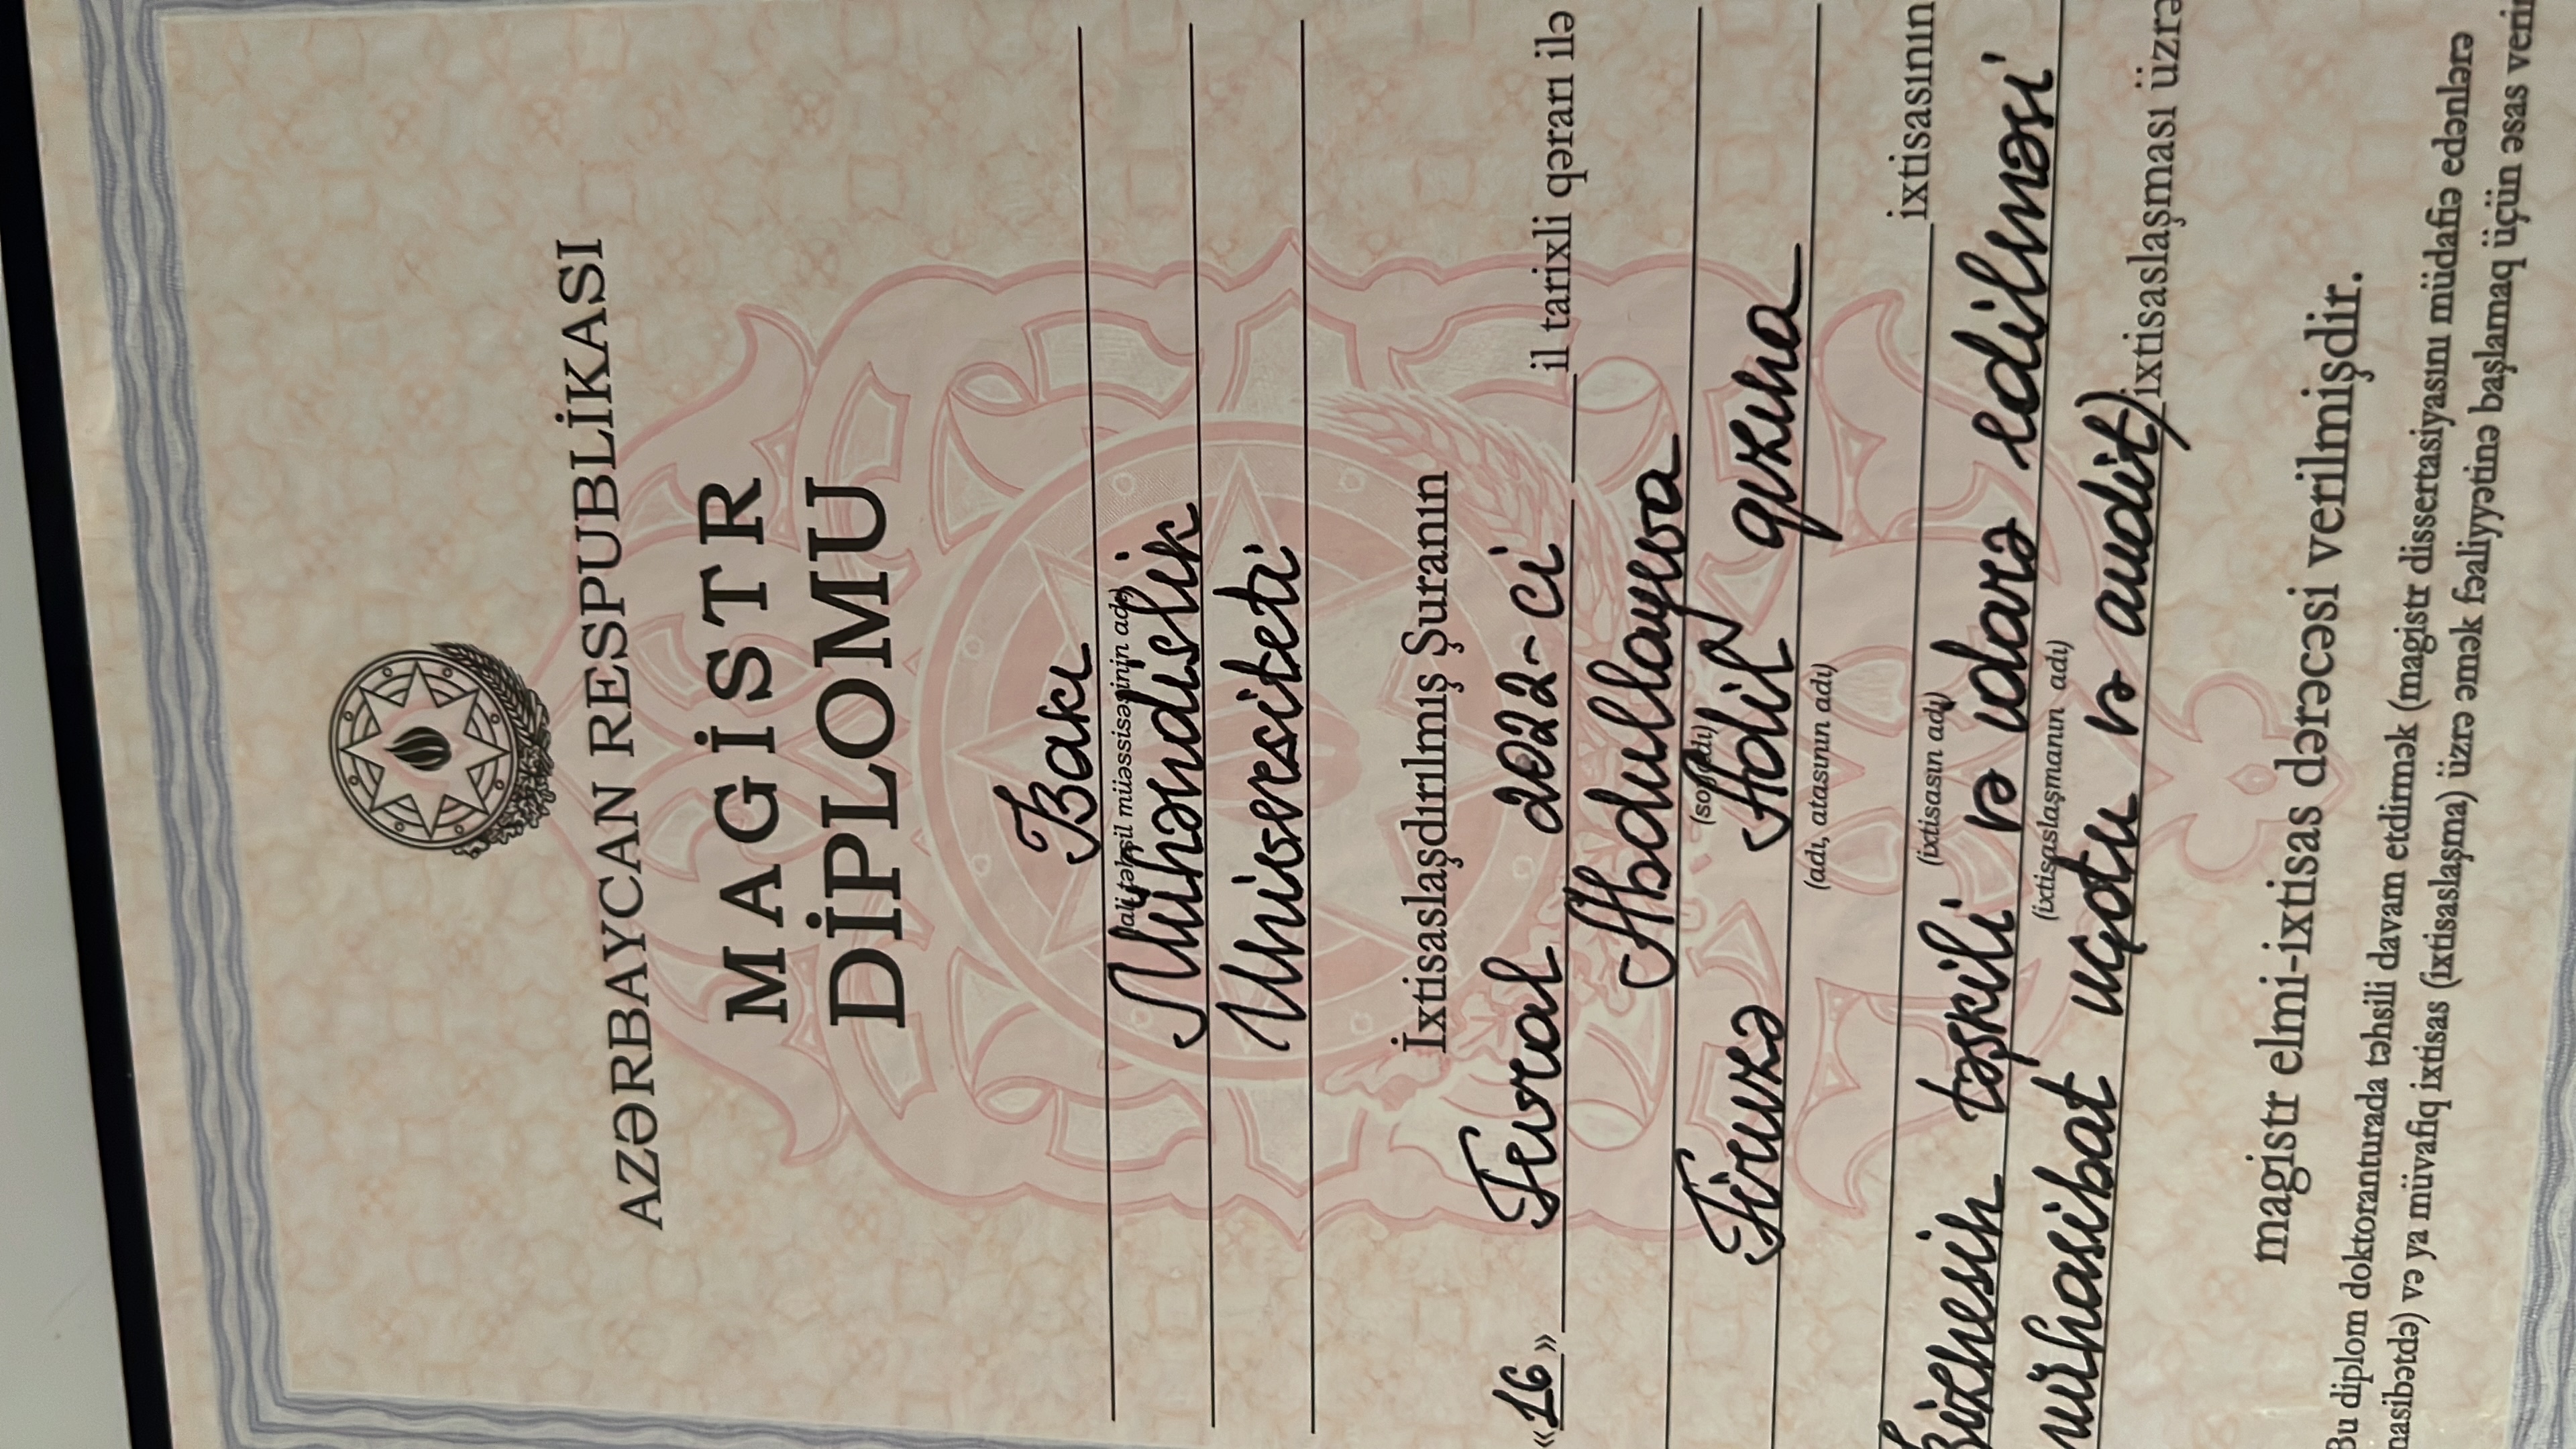 AZƏRBAYCAN RESPUBLİKASI
MAGİSTR
DİPLOMU
Bakı
(ali təhsil müəssisəsinin adı)
Mühəndislik
Universiteti
İxtisaslaşdırılmış Şuranın
«16» Fevral 2022-ci il tarixli qərarı ilə
Abdullayeva
(soyadı)
Firuzə Adil qızına
(adı, atasının adı)
ixtisasının
(ixtisasın adı)
Biznesin təşkili və idarə edilməsi
(ixtisaslaşmanın adı)
mühasibat uçotu və audit) ixtisaslaşması üzrə
magistr elmi-ixtisas dərəcəsi verilmişdir.
Bu diplom doktoranturada təhsili davam etdirmək (magistr dissertasiyasını müdafiə edənlərə
nasibətdə) və ya müvafiq ixtisas (ixtisaslaşma) üzrə əmək fəaliyyətinə başlamaq üçün əsas verir